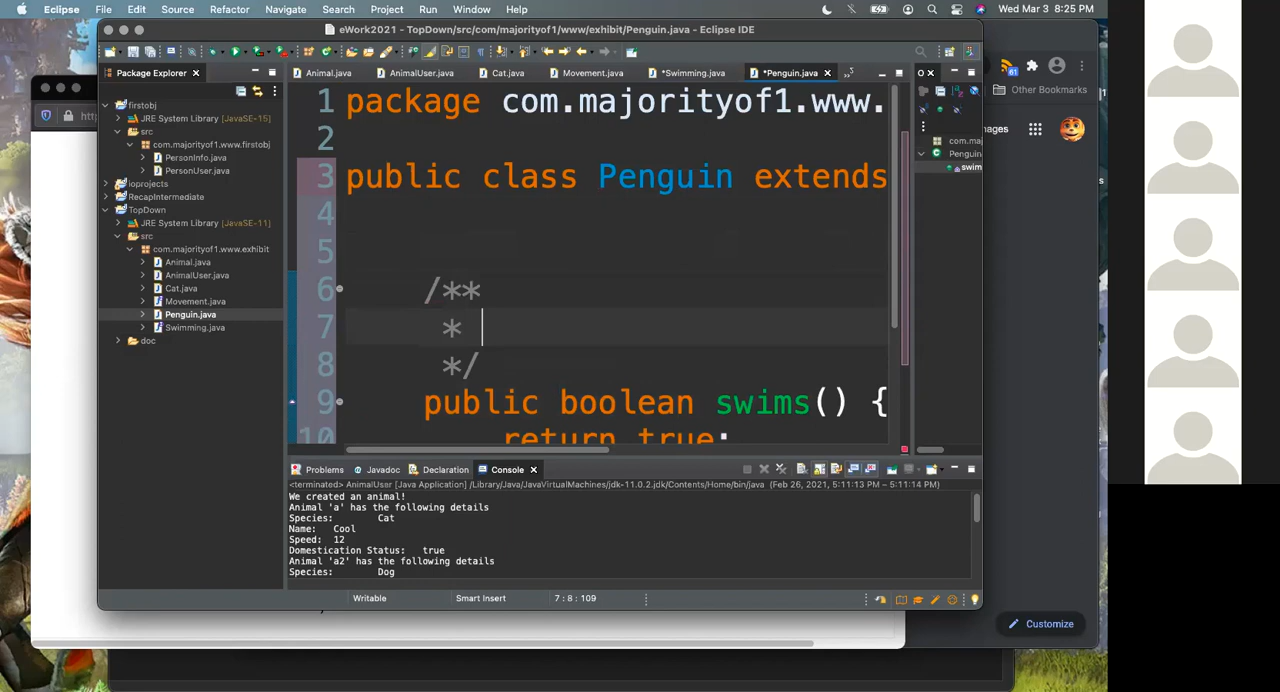 Eclipse File Edit Source Refactor Navigate Search Project Run Window Help Wed Mar 3 8:25 PM
eWork2021 - TopDown/src/com/majorityof1/www/exhibit/Penguin.java - Eclipse IDE
61
Package Explorer
Animal.java AnimalUser.java Cat.java Movement.java *Swimming.java *Penguin.java
Other Bookmarks
firstobj
JRE System Library [JavaSE-15]
src
com.majorityof1.www.firstobj
PersonInfo.java
PersonUser.java
Ioprojects
RecapIntermediate
TopDown
JRE System Library [JavaSE-11]
src
com.majorityof1.www.exhibit
Animal.java
AnimalUser.java
Cat.java
Movement.java
Penguin.java
Swimming.java
doc
1 package com.majorityof1.www.
2
3 public class Penguin extends
4
5
6 /**
7 *
8 */
9 public boolean swims() {
10 return true;
com.maj
Penguin
swim
Problems Javadoc Declaration Console
<terminated> AnimalUser [Java Application] /Library/Java/JavaVirtualMachines/jdk-11.0.2.jdk/Contents/Home/bin/java (Feb 26, 2021, 5:11:13 PM – 5:11:14 PM)
We created an animal!
Animal 'a' has the following details
Species: Cat
Name: Cool
Speed: 12
Domestication Status: true
Animal 'a2' has the following details
Species: Dog
Writable Smart Insert 7 : 8 : 109
Customize